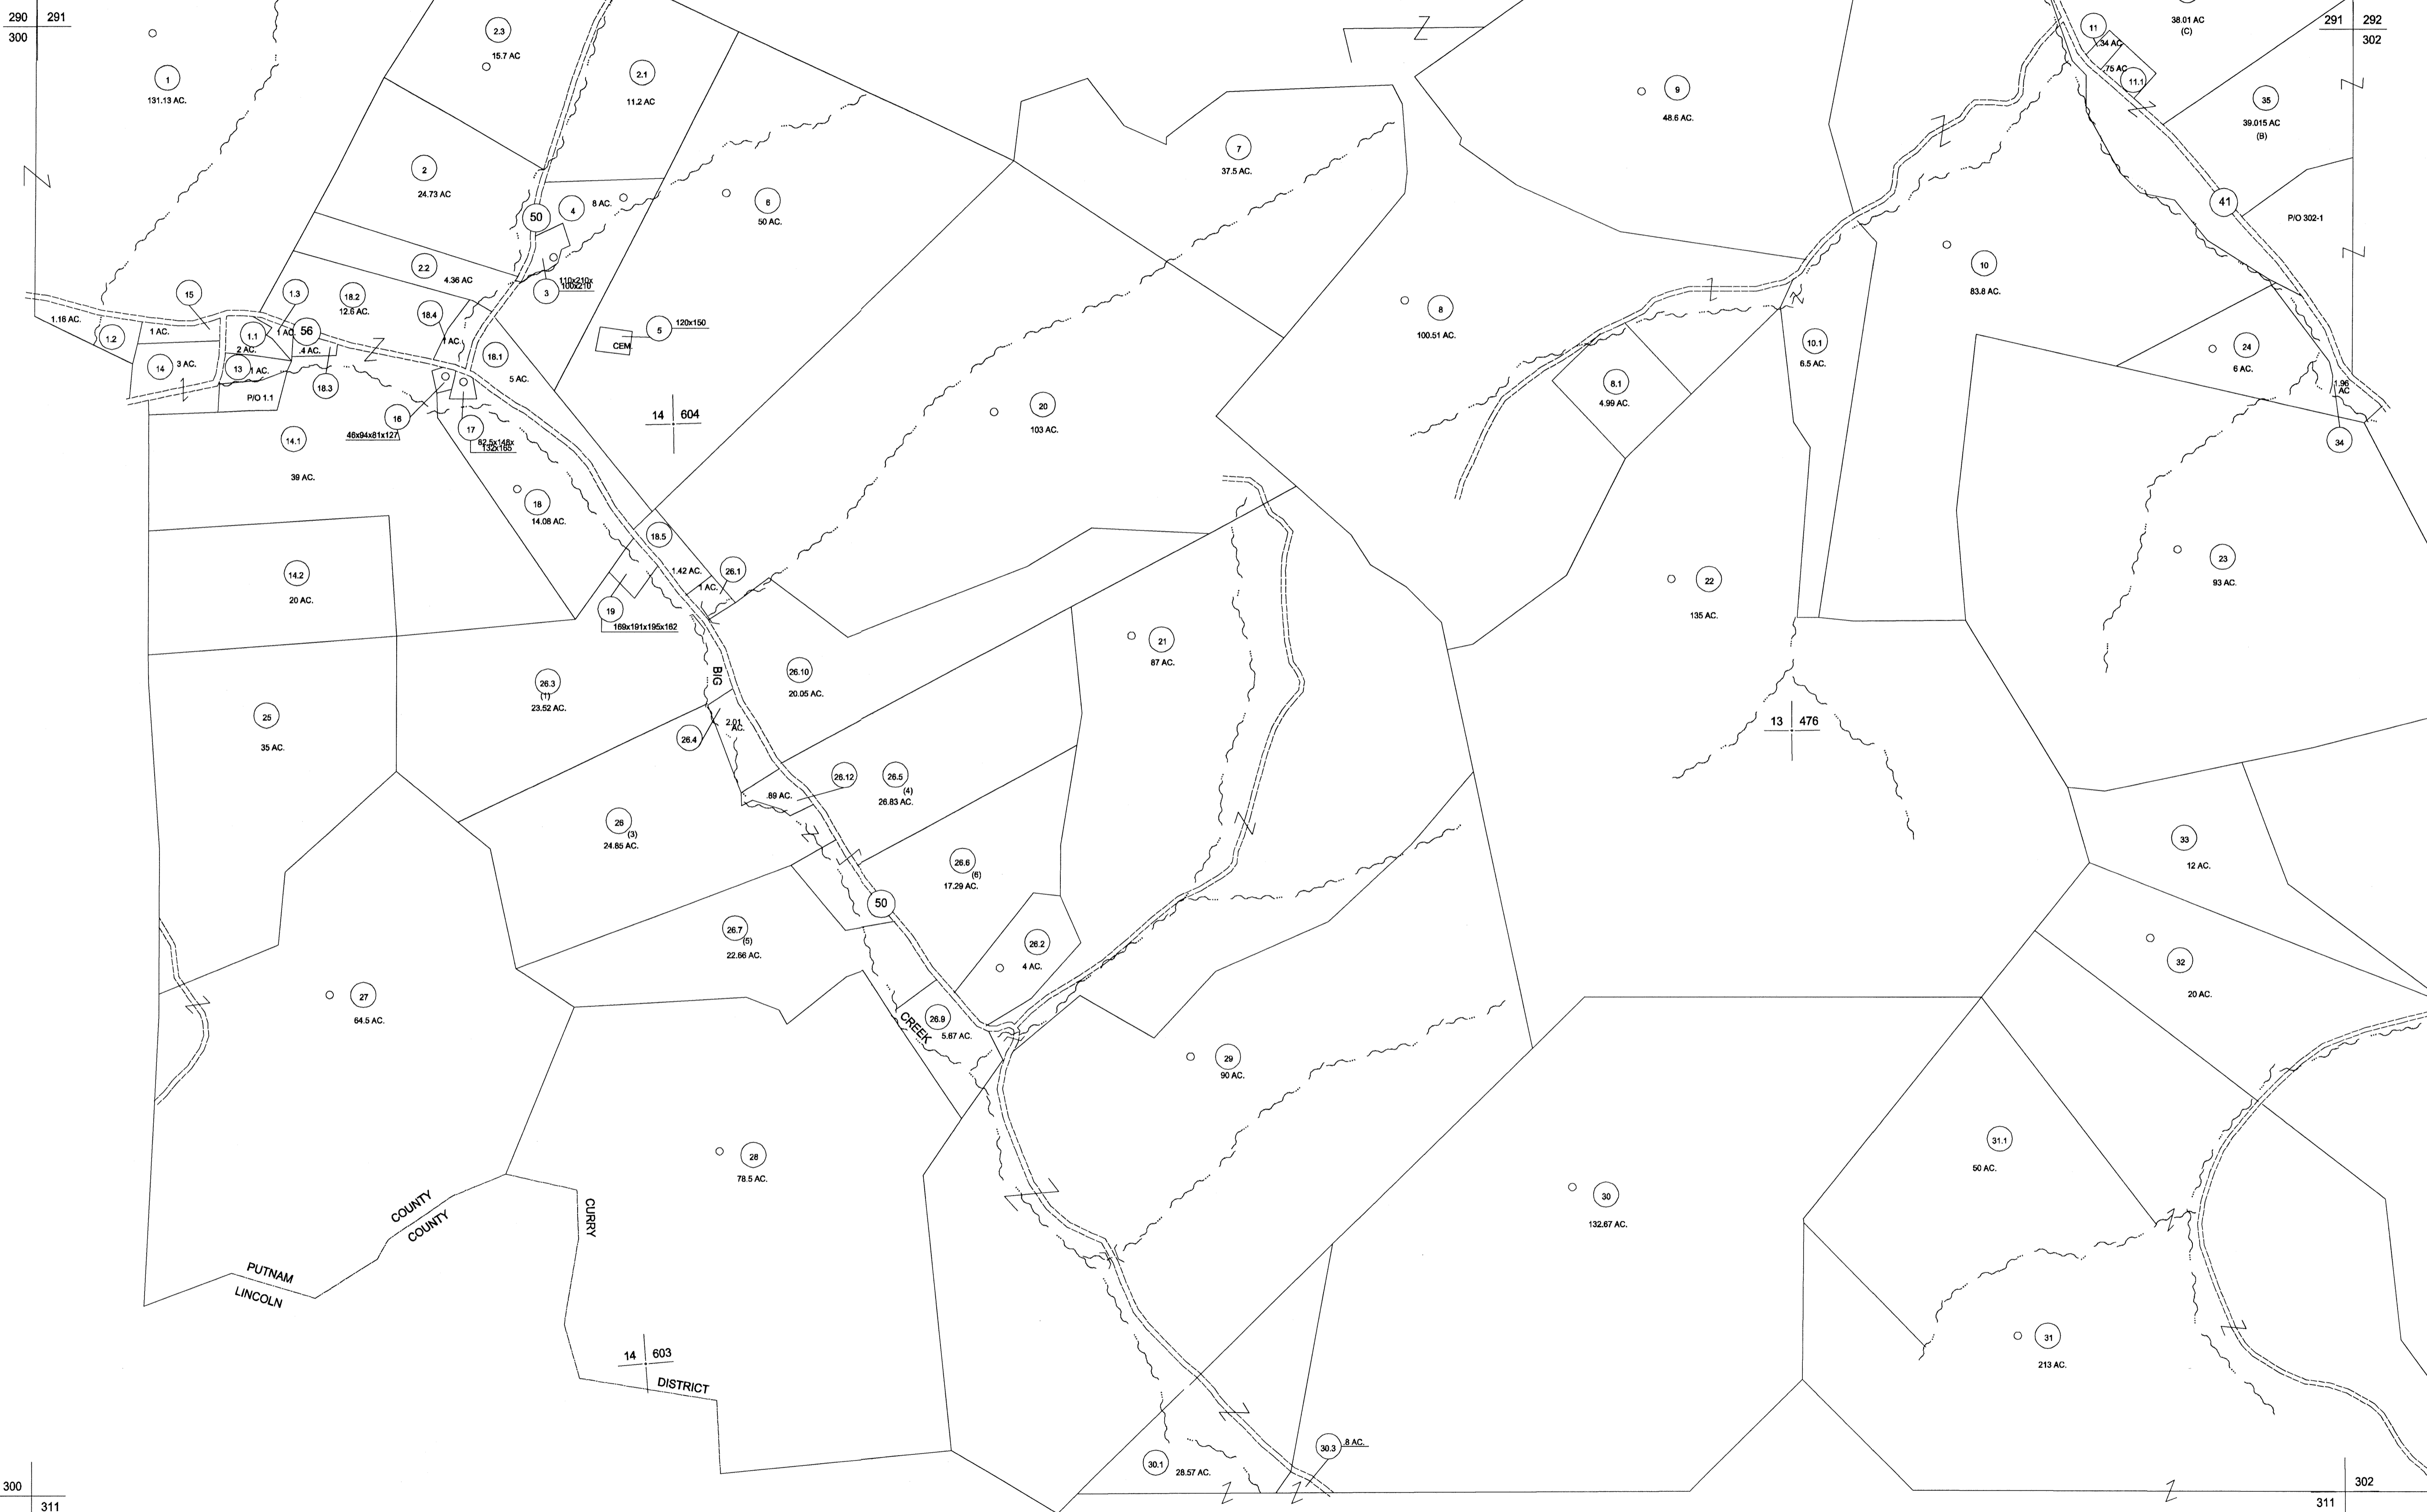 290 291
300
1
131.13 AC.
2.3
15.7 AC
2.1
11.2 AC
9
48.6 AC.
38.01 AC
(C)
11
.34 AC
.75 AC
11.1
291 292
302
35
39.015 AC
(B)
2
24.73 AC
50
4
8 AC.
6
50 AC.
7
37.5 AC.
41
P/O 302-1
2.2
4.36 AC
3
110x210x
100x210
10
83.8 AC.
15
1.3
18.2
12.6 AC.
18.4
1 AC.
8
100.51 AC.
1.16 AC.
1.2
1 AC.
1.1
1 AC.
56
2 AC.
.4 AC.
18.1
5 AC.
5
120x150
CEM.
10.1
6.5 AC.
24
6 AC.
14
3 AC.
13
1 AC.
18.3
P/O 1.1
8.1
4.99 AC.
1.96
AC
34
16
46x94x81x127
17
82.5x148x
132x165
14 604
20
103 AC.
14.1
39 AC.
18
14.08 AC.
18.5
1.42 AC.
26.1
1 AC.
23
93 AC.
14.2
20 AC.
19
169x191x195x162
22
135 AC.
21
87 AC.
BIG
26.10
20.05 AC.
26.3
(1)
23.52 AC.
25
35 AC.
26.4
2.01
AC.
13 476
26.12
.89 AC.
26.5
(4)
26.83 AC.
26
(3)
24.85 AC.
33
12 AC.
26.6
(6)
17.29 AC.
50
26.7
(5)
22.66 AC.
26.2
4 AC.
32
20 AC.
27
64.5 AC.
26.9
5.67 AC.
CREEK
29
90 AC.
28
78.5 AC.
31.1
50 AC.
30
132.67 AC.
COUNTY
COUNTY
CURRY
PUTNAM
LINCOLN
31
213 AC.
14 603
DISTRICT
30.1
28.57 AC.
30.3
.8 AC.
300
311
302
311